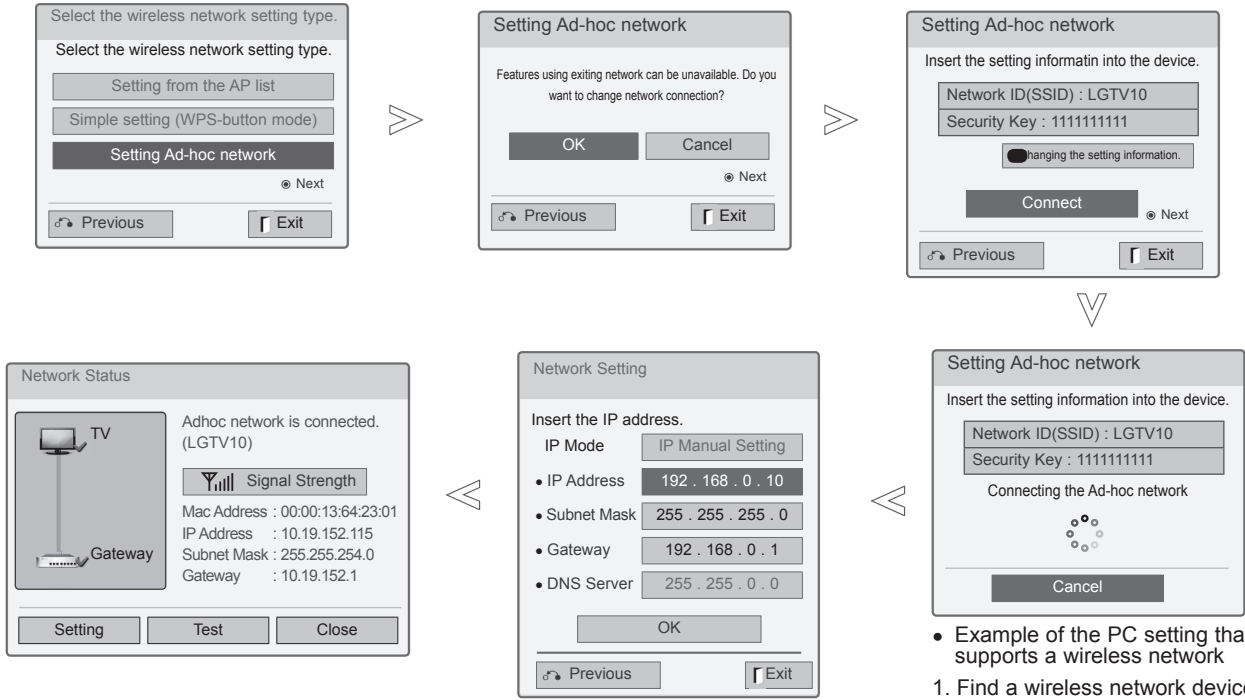 Select the wireless network setting type.
Select the wireless network setting type.
Setting from the AP list
Simple setting (WPS-button mode)
Setting Ad-hoc network
Next
Previous
Exit
Setting Ad-hoc network
Features using exiting network can be unavailable. Do you
want to change network connection?
OK
Cancel
Next
Previous
Exit
Setting Ad-hoc network
Insert the setting informatin into the device.
Network ID(SSID) : LGTV10
Security Key : 1111111111
hanging the setting information.
Connect
Next
Previous
Exit
Setting Ad-hoc network
Insert the setting information into the device.
Network ID(SSID) : LGTV10
Security Key : 1111111111
Connecting the Ad-hoc network
Cancel
Network Setting
Insert the IP address.
IP Mode IP Manual Setting
• IP Address 192 . 168 . 0 . 10
• Subnet Mask 255 . 255 . 255 . 0
• Gateway 192 . 168 . 0 . 1
• DNS Server 255 . 255 . 0 . 0
OK
Previous
Exit
Network Status
TV
Gateway
Adhoc network is connected.
(LGTV10)
Signal Strength
Mac Address : 00:00:13:64:23:01
IP Address : 10.19.152.115
Subnet Mask : 255.255.254.0
Gateway : 10.19.152.1
Setting
Test
Close
• Example of the PC setting tha
supports a wireless network
1. Find a wireless network devic